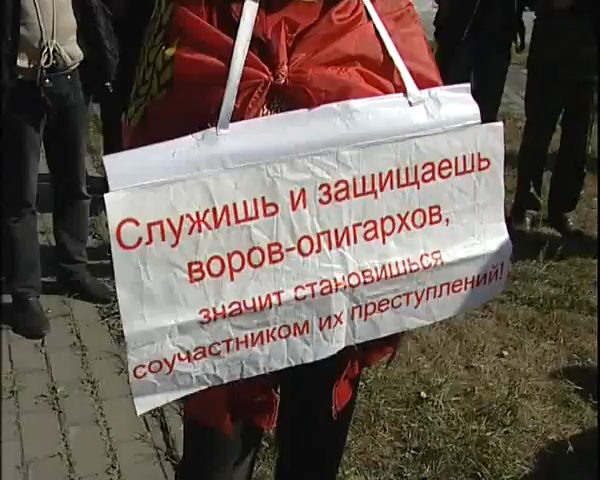 Служишь и защищаешь
воров-олигархов,
значит становишься
соучастником их преступлений!